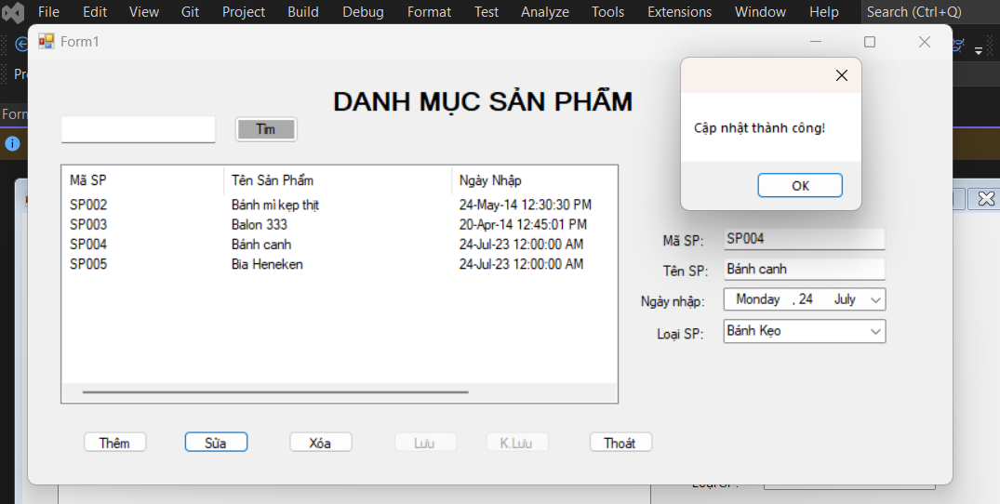 File Edit View Git Project Build Debug Format Test Analyze Tools Extensions Window Help Search (Ctrl+Q)
Form1
DANH MỤC SẢN PHẨM
Tìm
Cập nhật thành công!
OK
Mã SP Tên Sản Phẩm Ngày Nhập
SP002 Bánh mì kẹp thịt 24-May-14 12:30:30 PM
SP003 Balon 333 20-Apr-14 12:45:01 PM
SP004 Bánh canh 24-Jul-23 12:00:00 AM
SP005 Bia Heneken 24-Jul-23 12:00:00 AM
Mã SP: SP004
Tên SP: Bánh canh
Ngày nhập: Monday , 24 July
Loại SP: Bánh Kẹo
Thêm Sửa Xóa Lưu K.Lưu Thoát